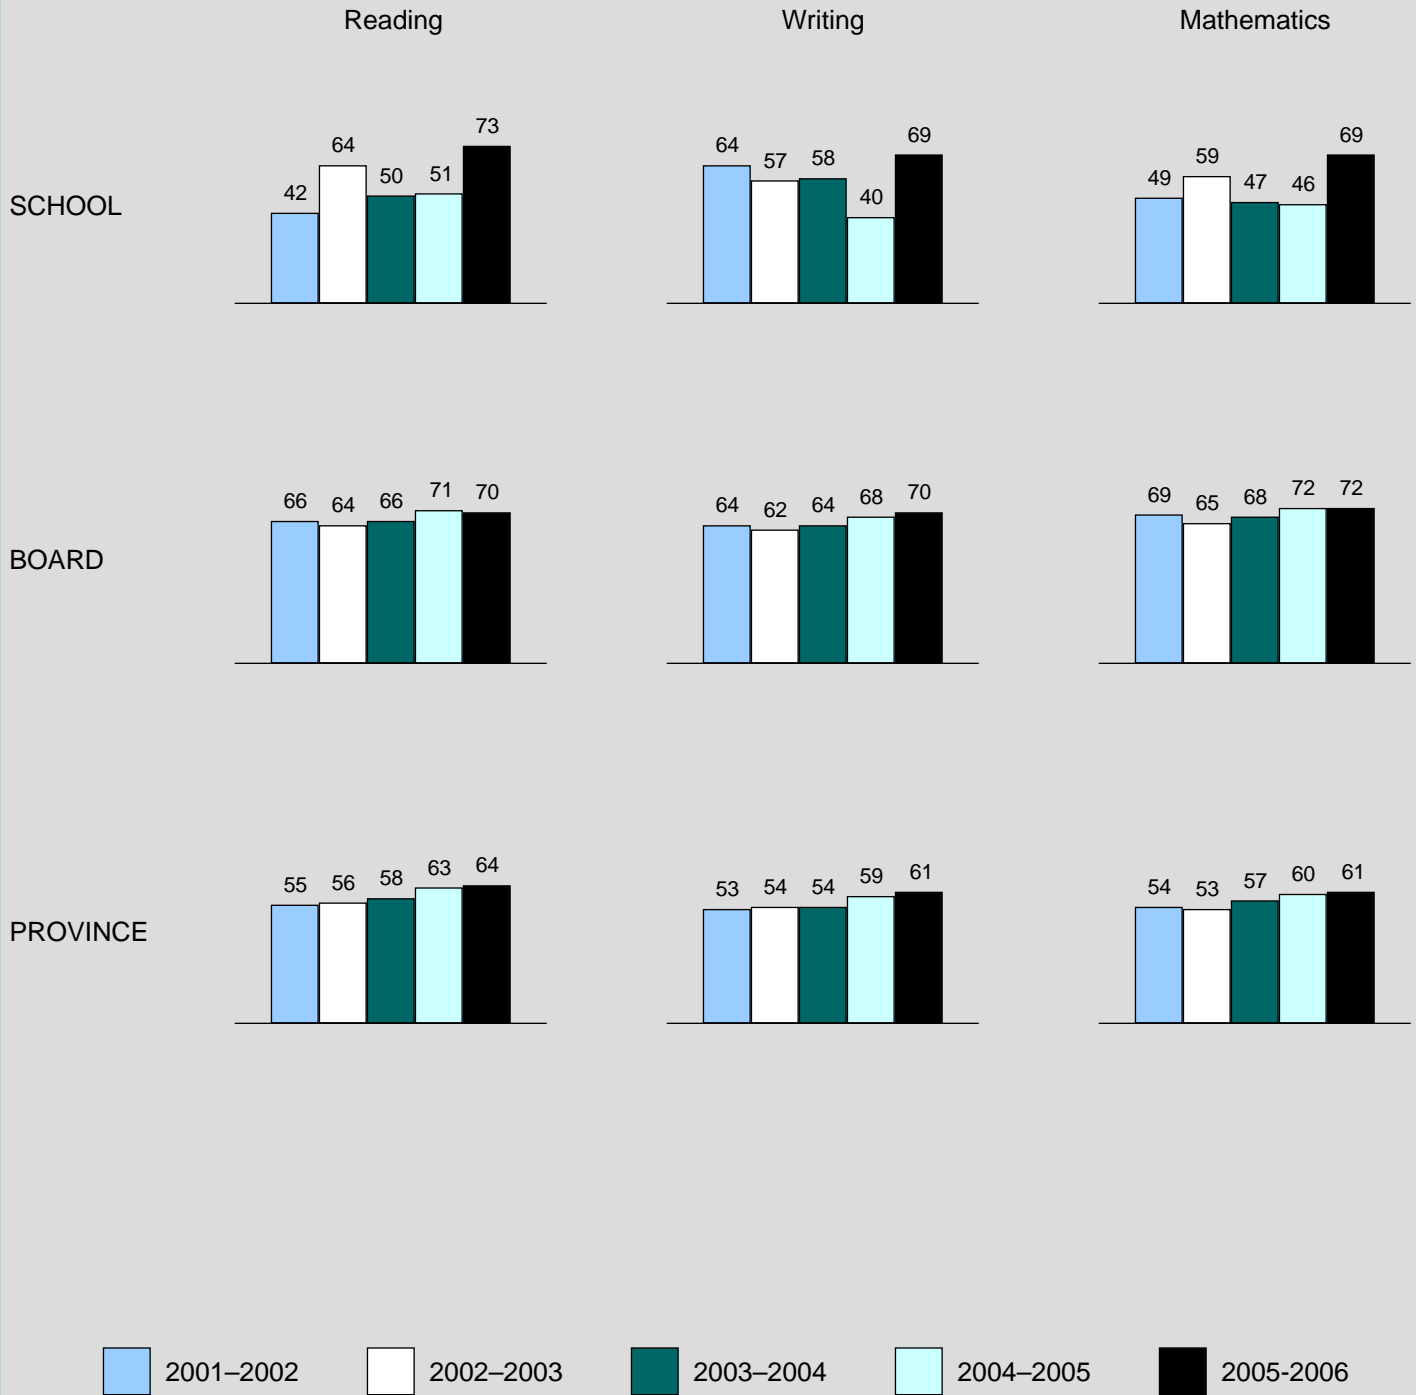 Reading Writing Mathematics
SCHOOL
42 64 50 51 73
64 57 58 40 69
49 59 47 46 69
BOARD
66 64 66 71 70
64 62 64 68 70
69 65 68 72 72
PROVINCE
55 56 58 63 64
53 54 54 59 61
54 53 57 60 61
2001–2002 2002–2003 2003–2004 2004–2005 2005-2006